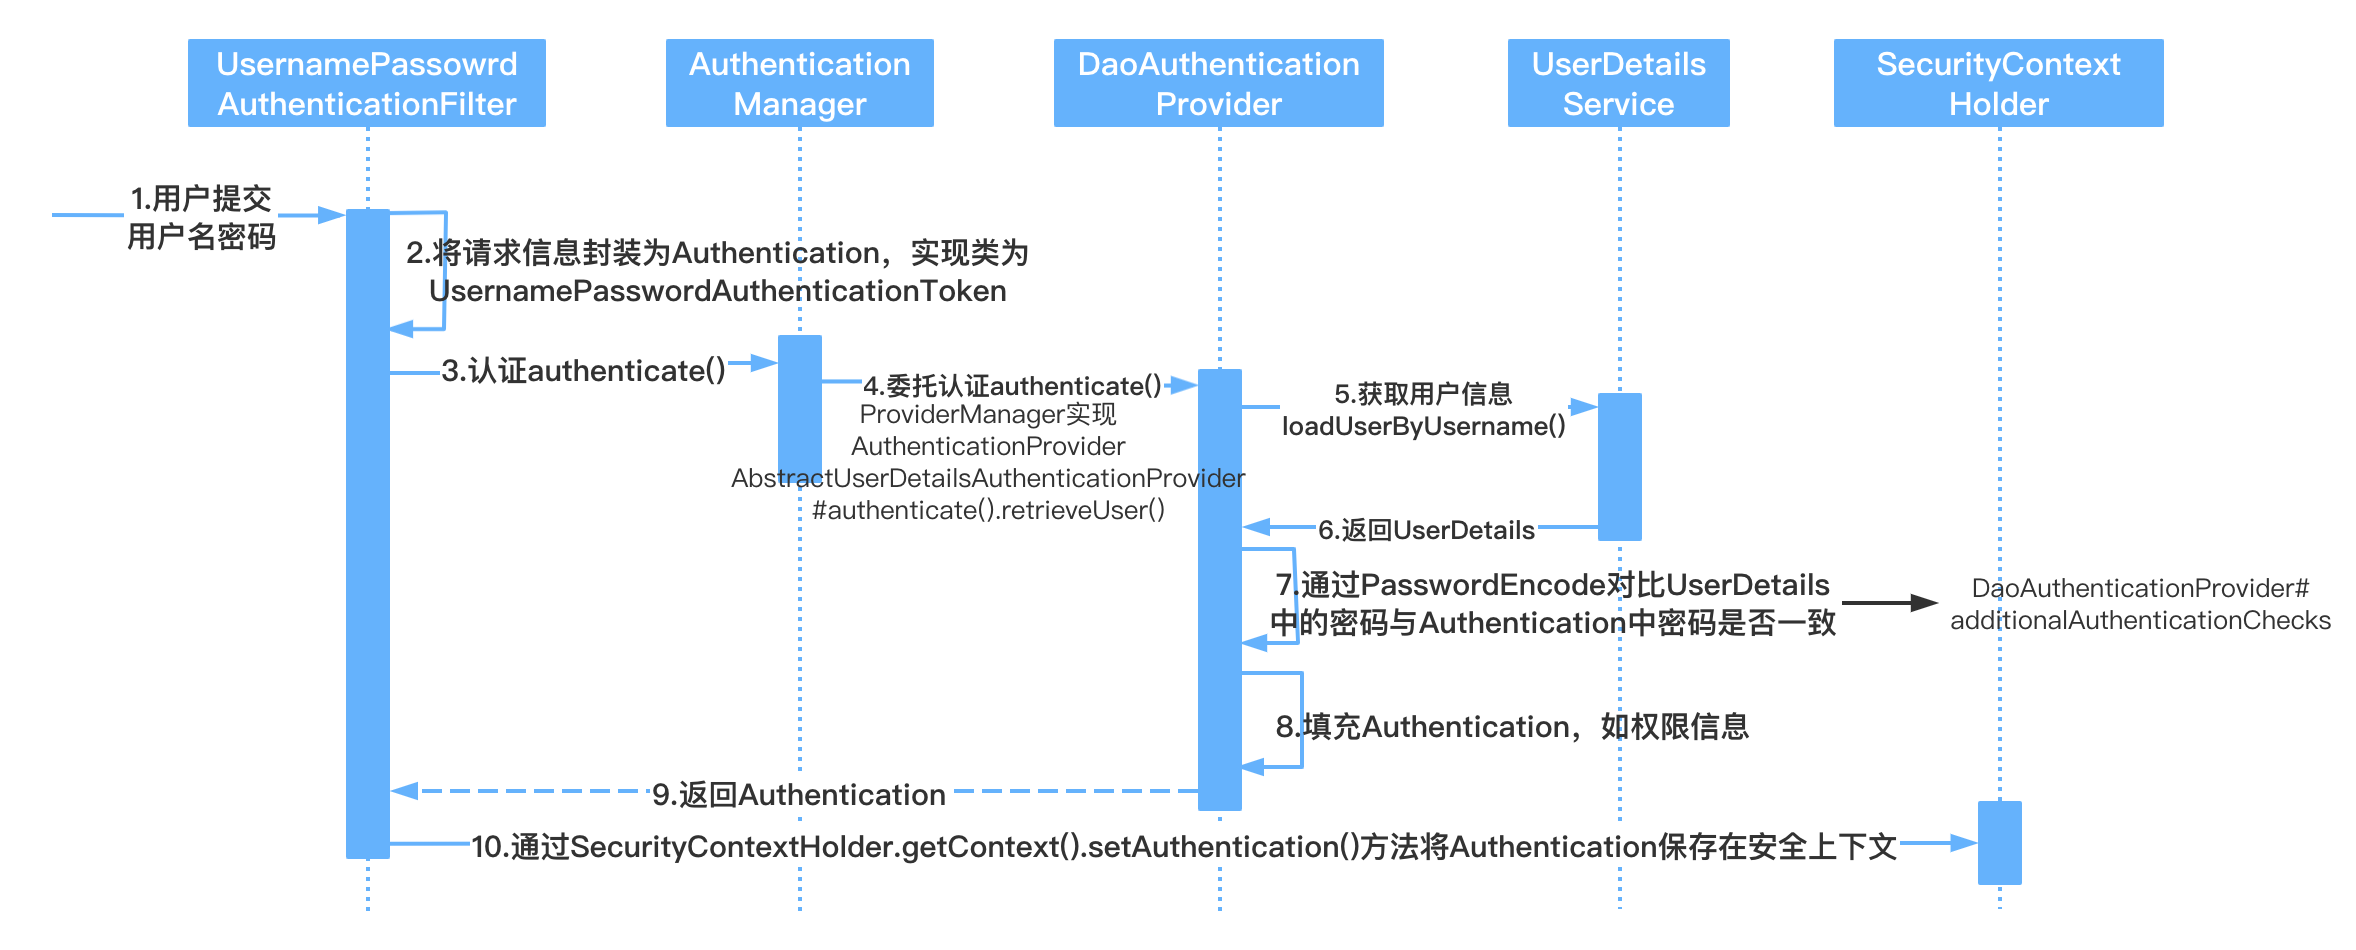 UsernamePassowrd
AuthenticationFilter
Authentication
Manager
DaoAuthentication
Provider
UserDetails
Service
SecurityContext
Holder
1.用户提交
用户名密码
2.将请求信息封装为Authentication，实现类为
UsernamePasswordAuthenticationToken
3.认证authenticate()
4.委托认证authenticate()
ProviderManager实现
AuthenticationProvider
AbstractUserDetailsAuthenticationProvider
#authenticate().retrieveUser()
5.获取用户信息
loadUserByUsername()
6.返回UserDetails
7.通过PasswordEncode对比UserDetails
中的密码与Authentication中密码是否一致
DaoAuthenticationProvider#
additionalAuthenticationChecks
8.填充Authentication，如权限信息
9.返回Authentication
10.通过SecurityContextHolder.getContext().setAuthentication()方法将Authentication保存在安全上下文